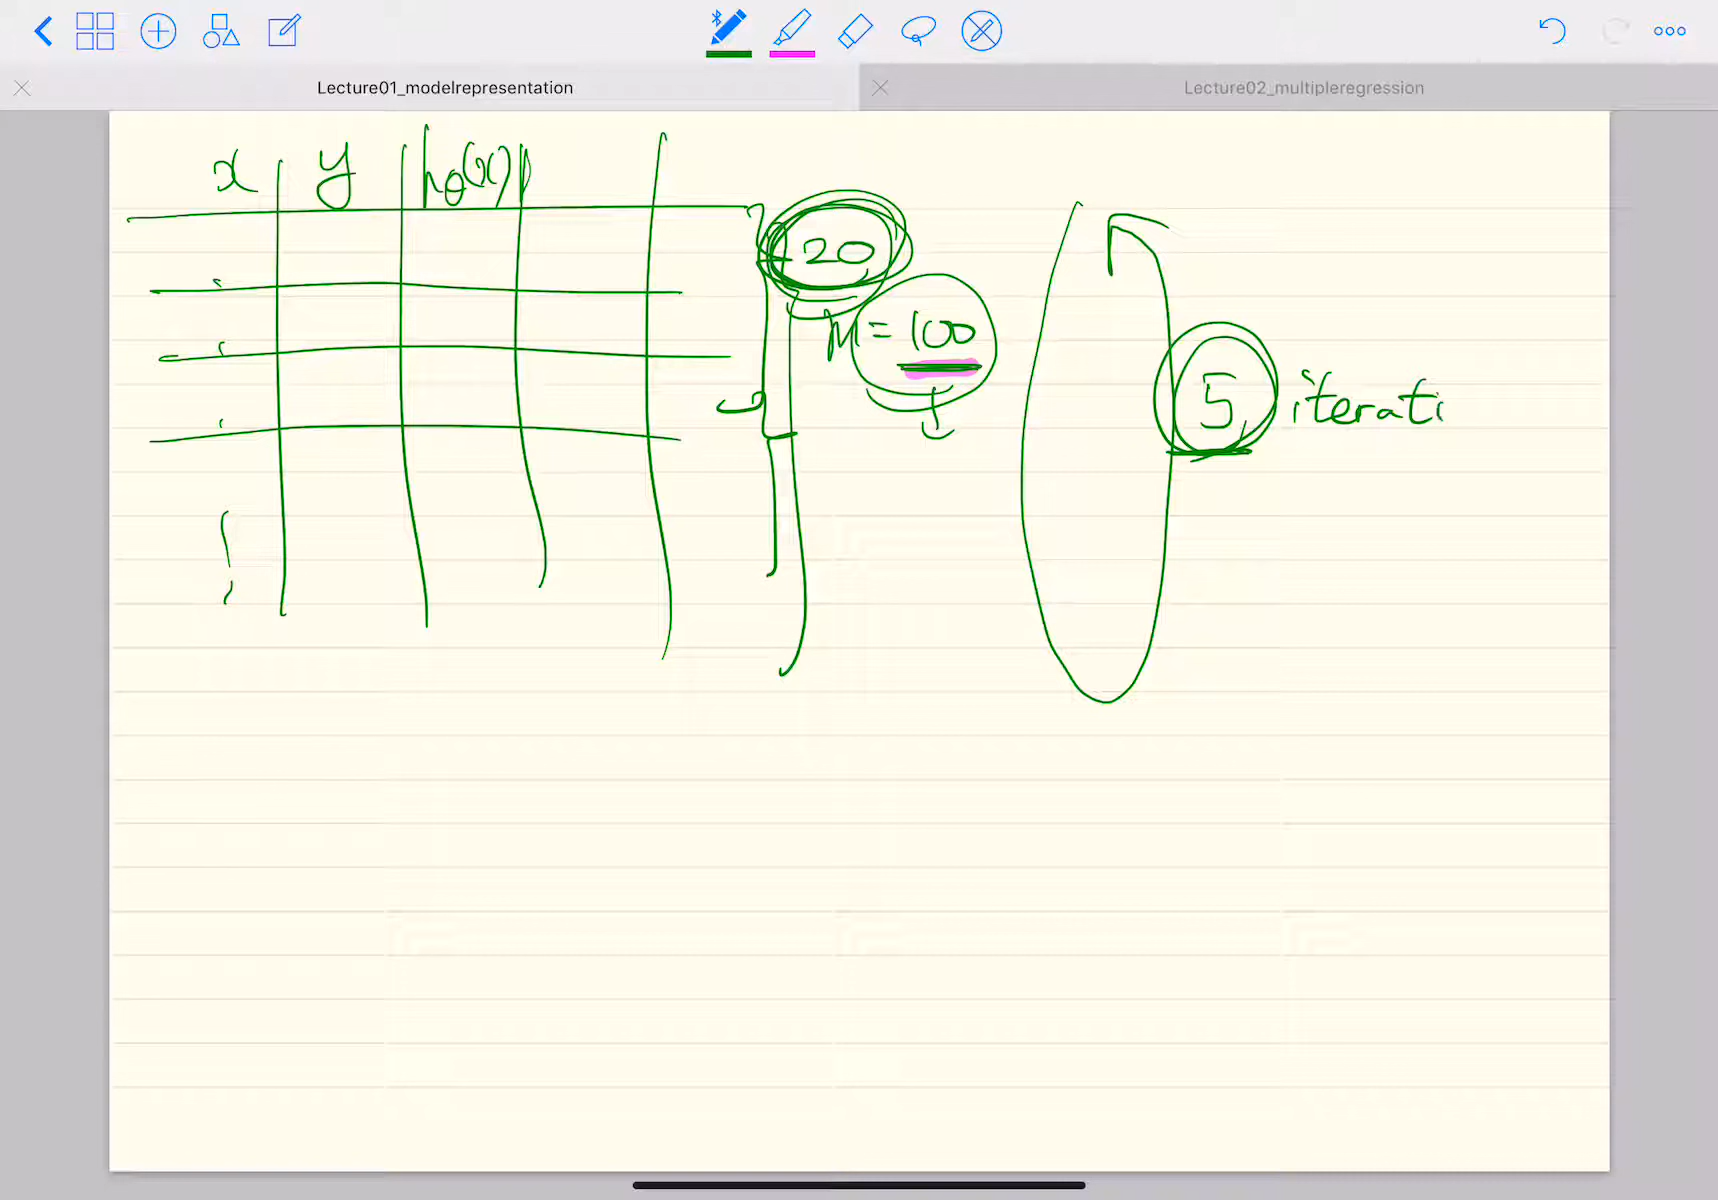 Lecture01_modelrepresentation
Lecture02_multipleregression
x y hθ(x)
20
M = 100
5 iterati